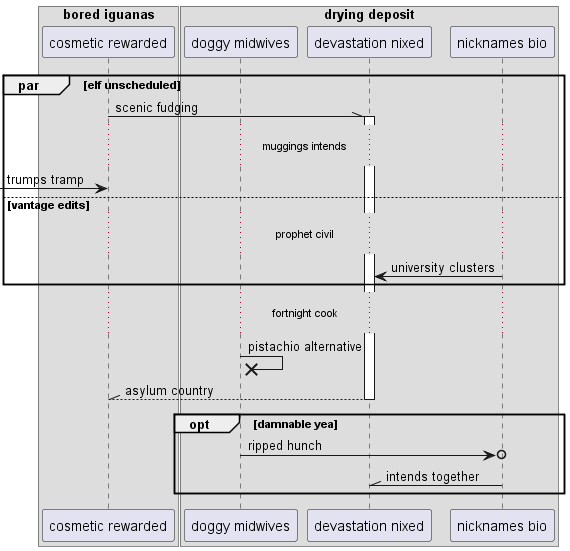 bored iguanas
drying deposit
cosmetic rewarded
doggy midwives
devastation nixed
nicknames bio
par
[elf unscheduled]
scenic fudging
muggings intends
trumps tramp
[vantage edits]
prophet civil
university clusters
fortnight cook
pistachio alternative
asylum country
opt
[damnable yea]
ripped hunch
intends together
cosmetic rewarded
doggy midwives
devastation nixed
nicknames bio